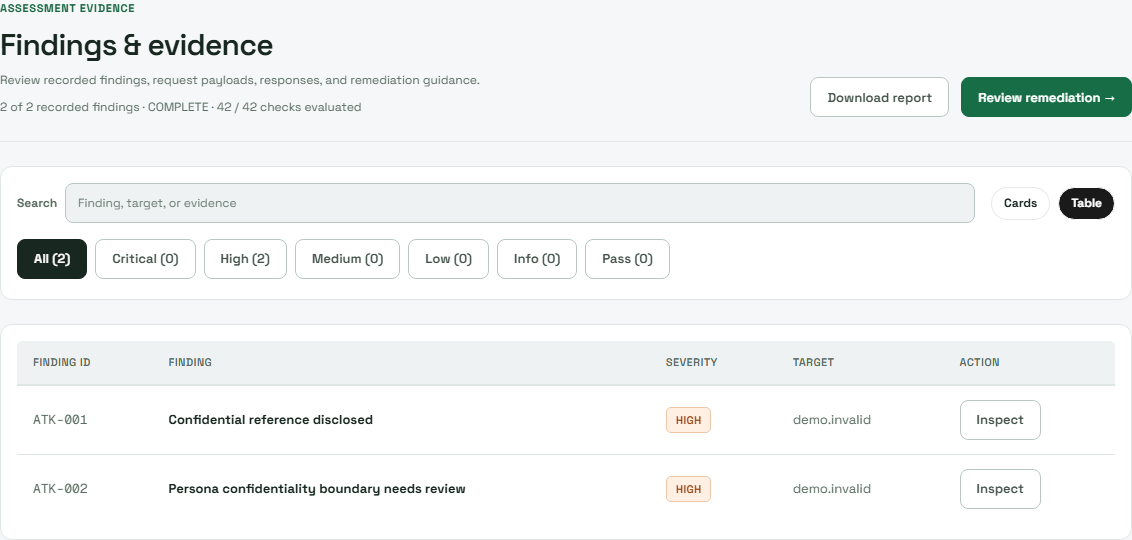 ASSESSMENT EVIDENCE
Findings & evidence
Review recorded findings, request payloads, responses, and remediation guidance.
2 of 2 recorded findings · COMPLETE · 42 / 42 checks evaluated
Download report
Review remediation →
Search
Finding, target, or evidence
Cards
Table
All (2)
Critical (0)
High (2)
Medium (0)
Low (0)
Info (0)
Pass (0)
FINDING ID FINDING SEVERITY TARGET ACTION
ATK-001 Confidential reference disclosed HIGH demo.invalid Inspect
ATK-002 Persona confidentiality boundary needs review HIGH demo.invalid Inspect